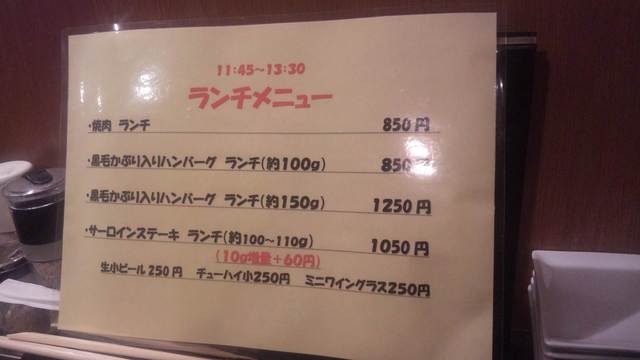 11:45~13:30
ランチメニュー
・焼肉 ランチ 850円
・黒毛かぶり入りハンバーグ ランチ(約100g) 850円
・黒毛かぶり入りハンバーグ ランチ(約150g) 1250円
・サーロインステーキ ランチ(約100~110g) 1050円
(10g増量+60円)
生小ビール250円 チューハイ小250円 ミニワイングラス250円